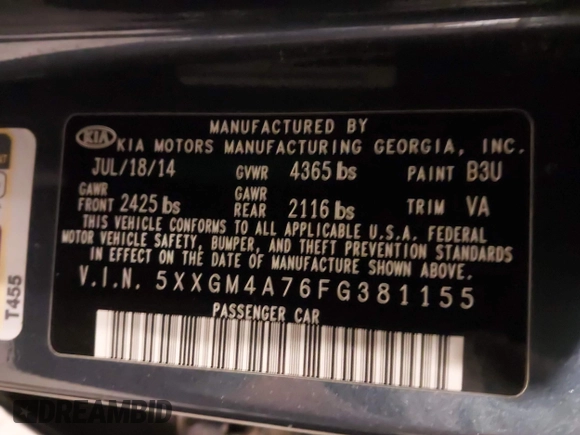 MANUFACTURED BY
KIA KIA MOTORS MANUFACTURING GEORGIA, INC.
JUL/18/14 GVWR 4365 lbs PAINT B3U
GAWR FRONT 2425 lbs GAWR REAR 2116 lbs TRIM VA
THIS VEHICLE CONFORMS TO ALL APPLICABLE U.S.A. FEDERAL
MOTOR VEHICLE SAFETY, BUMPER, AND THEFT PREVENTION STANDARDS
IN EFFECT ON THE DATE OF MANUFACTURE SHOWN ABOVE.
V.I.N. 5XXGM4A76FG381155
PASSENGER CAR
T455
DREAMBID